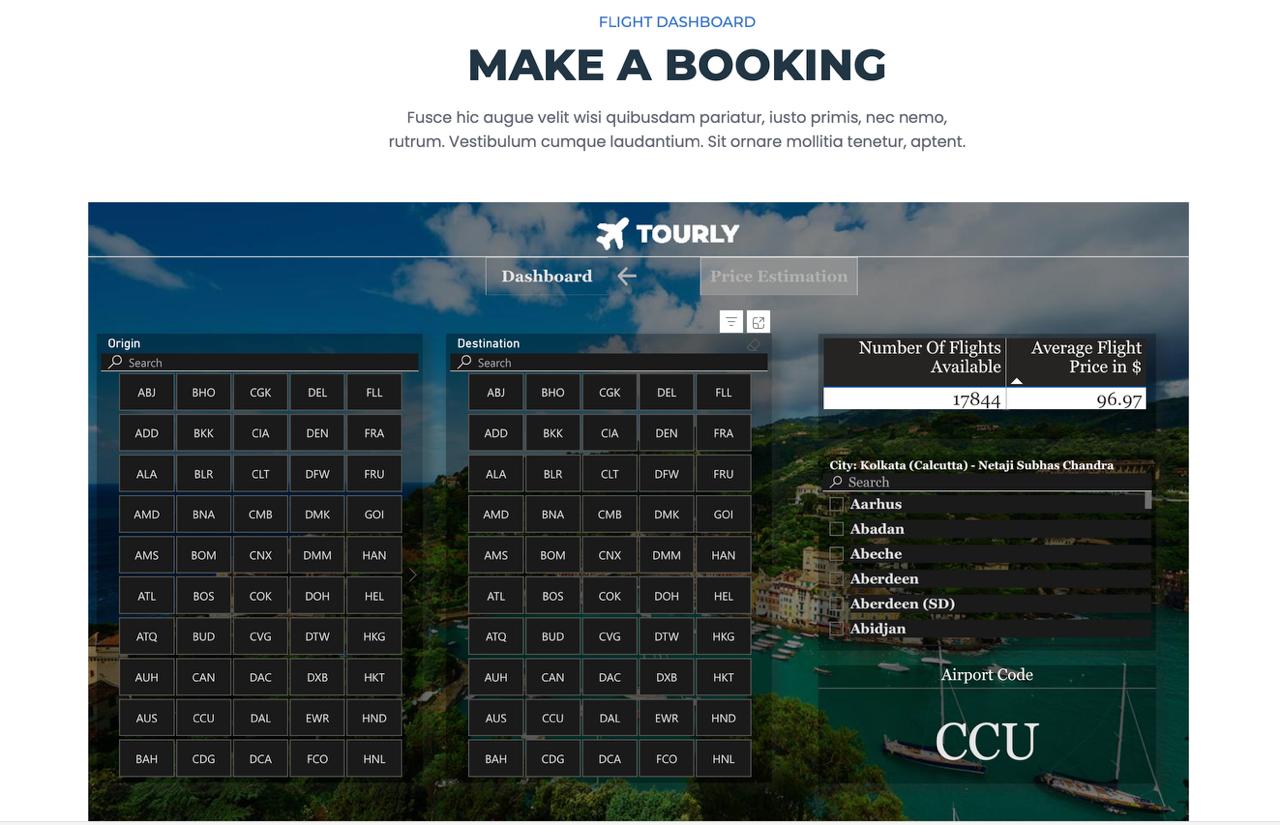 FLIGHT DASHBOARD
MAKE A BOOKING
Fusce hic augue velit wisi quibusdam pariatur, iusto primis, nec nemo,
rutrum. Vestibulum cumque laudantium. Sit ornare mollitia tenetur, aptent.
TOURLY
Dashboard
Price Estimation
Origin
Search
ABJ BHO CGK DEL FLL
ADD BKK CIA DEN FRA
ALA BLR CLT DFW FRU
AMD BNA CMB DMK GOI
AMS BOM CNX DMM HAN
ATL BOS COK DOH HEL
ATQ BUD CVG DTW HKG
AUH CAN DAC DXB HKT
AUS CCU DAL EWR HND
BAH CDG DCA FCO HNL
Destination
Search
ABJ BHO CGK DEL FLL
ADD BKK CIA DEN FRA
ALA BLR CLT DFW FRU
AMD BNA CMB DMK GOI
AMS BOM CNX DMM HAN
ATL BOS COK DOH HEL
ATQ BUD CVG DTW HKG
AUH CAN DAC DXB HKT
AUS CCU DAL EWR HND
BAH CDG DCA FCO HNL
Number Of Flights
Available
Average Flight
Price in $
17844
96.97
City: Kolkata (Calcutta) - Netaji Subhas Chandra
Search
Aarhus
Abadan
Abeche
Aberdeen
Aberdeen (SD)
Abidjan
Airport Code
CCU